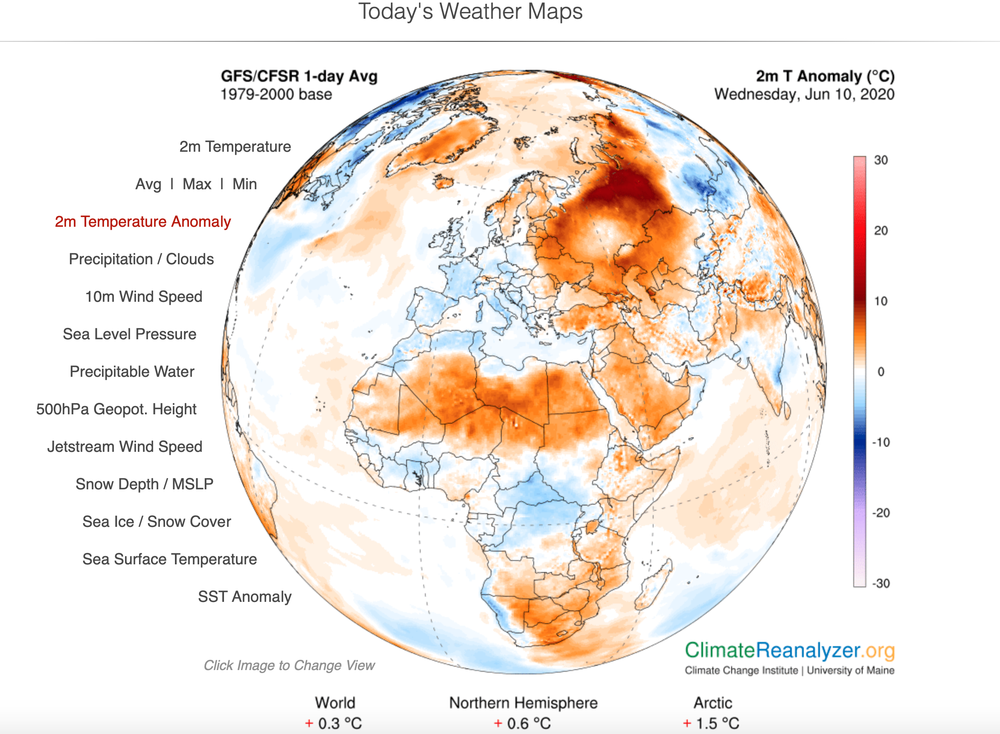 Today's Weather Maps
GFS/CFSR 1-day Avg
1979-2000 base
2m T Anomaly (°C)
Wednesday, Jun 10, 2020
2m Temperature
Avg | Max | Min
2m Temperature Anomaly
Precipitation / Clouds
10m Wind Speed
Sea Level Pressure
Precipitable Water
500hPa Geopot. Height
Jetstream Wind Speed
Snow Depth / MSLP
Sea Ice / Snow Cover
Sea Surface Temperature
SST Anomaly
30
20
10
0
-10
-20
-30
Click Image to Change View
ClimateReanalyzer.org
Climate Change Institute | University of Maine
World
+ 0.3 °C
Northern Hemisphere
+ 0.6 °C
Arctic
+ 1.5 °C